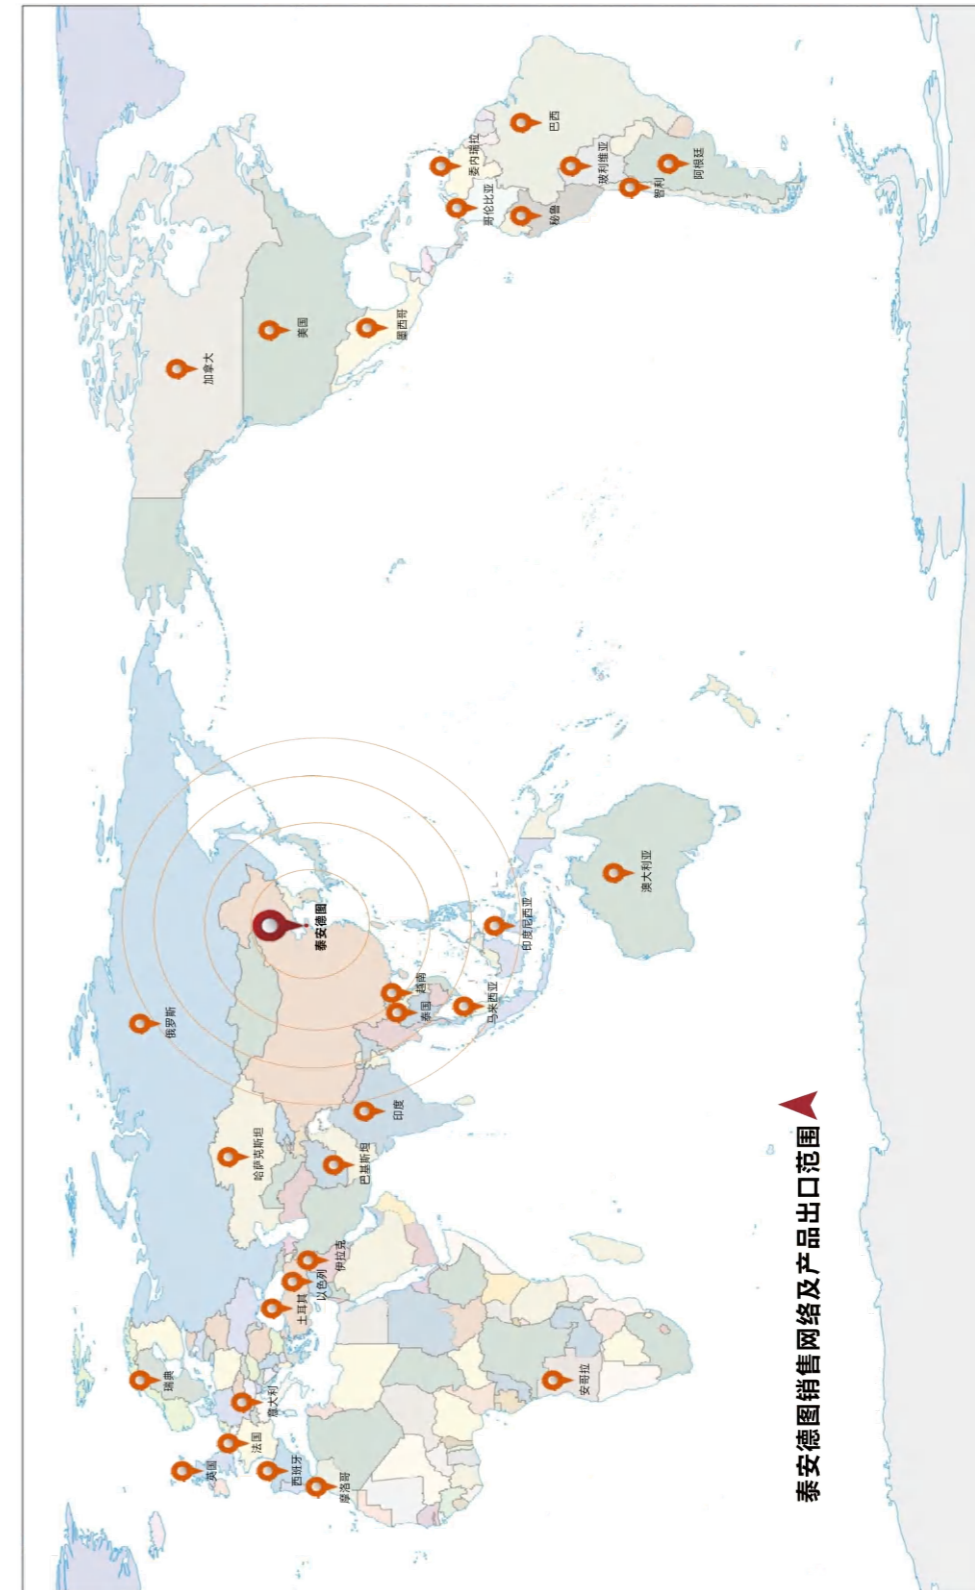 英国
瑞典
俄罗斯
加拿大
法国
意大利
哈萨克斯坦
西班牙
土耳其
以色列
泰安德图
美国
摩洛哥
伊拉克
巴基斯坦
印度
越南
泰国
墨西哥
马来西亚
印度尼西亚
委内瑞拉
哥伦比亚
巴西
秘鲁
安哥拉
玻利维亚
澳大利亚
智利
阿根廷
泰安德图销售网络及产品出口范围